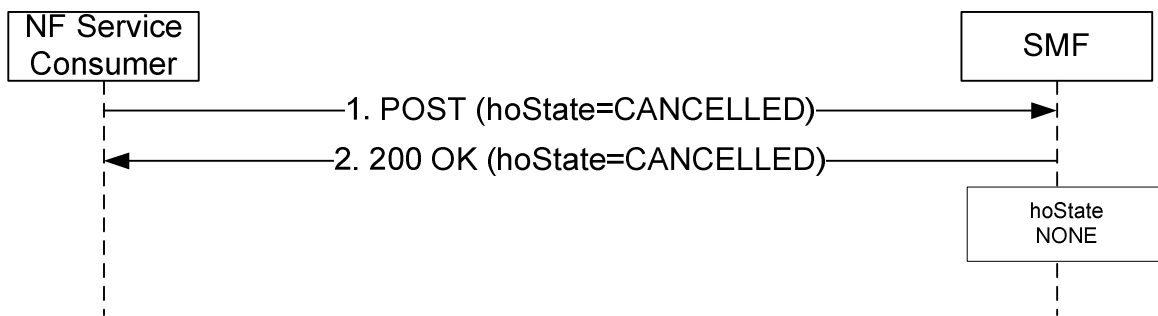 NF Service
Consumer
SMF
1. POST (hoState=CANCELLED)
2. 200 OK (hoState=CANCELLED)
hoState
NONE